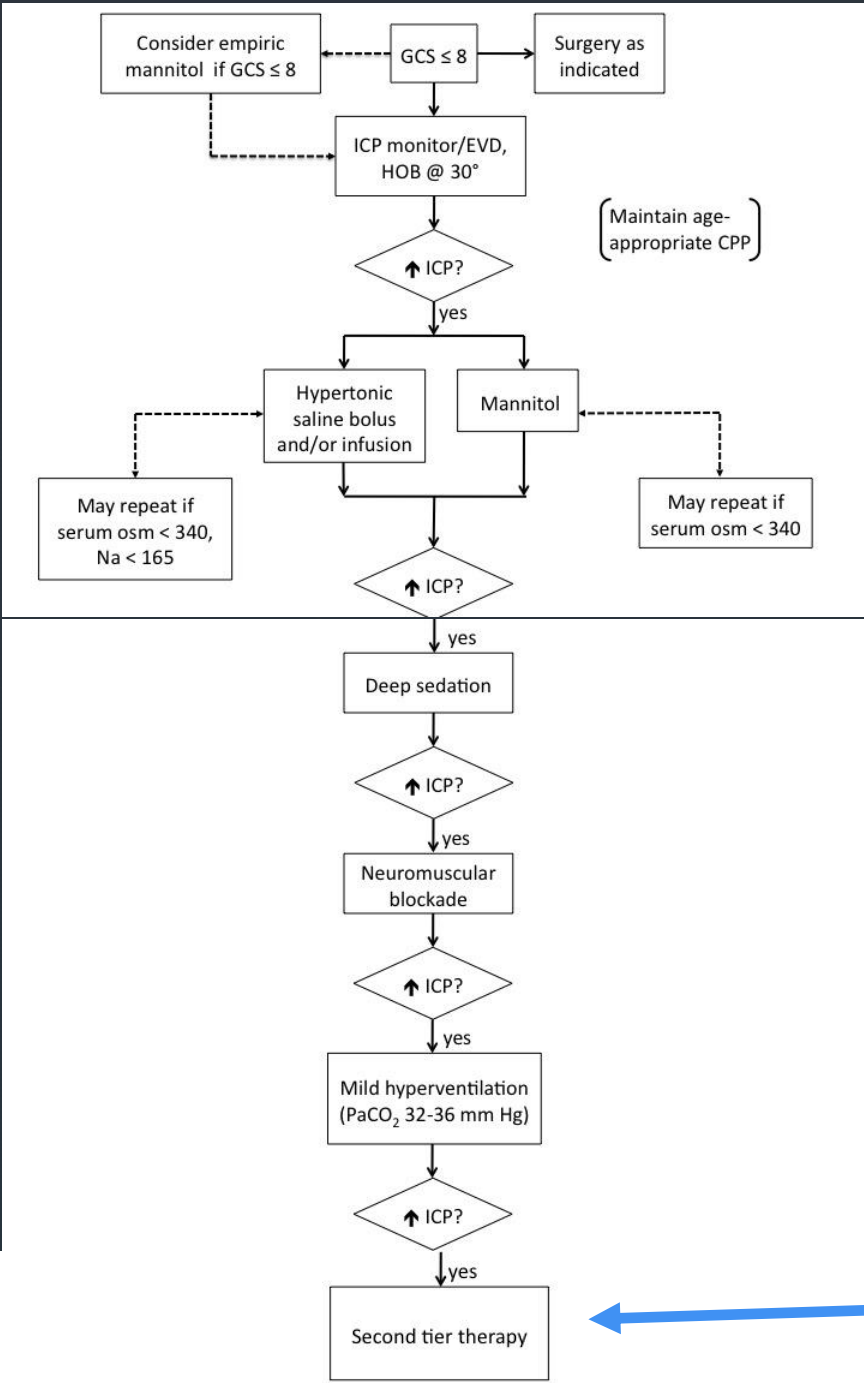 Consider empiric
mannitol if GCS ≤ 8
GCS ≤ 8
Surgery as
indicated
ICP monitor/EVD,
HOB @ 30°
Maintain age-
appropriate CPP
↑ ICP?
yes
Hypertonic
saline bolus
and/or infusion
Mannitol
May repeat if
serum osm < 340,
Na < 165
May repeat if
serum osm < 340
↑ ICP?
yes
Deep sedation
↑ ICP?
yes
Neuromuscular
blockade
↑ ICP?
yes
Mild hyperventilation
(PaCO₂ 32-36 mm Hg)
↑ ICP?
yes
Second tier therapy